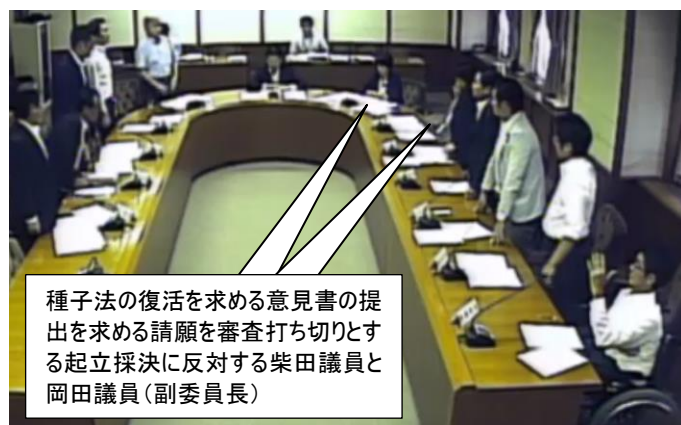 種子法の復活を求める意見書の提
出を求める請願を審査打ち切りとす
る起立採決に反対する柴田議員と
岡田議員（副委員長）